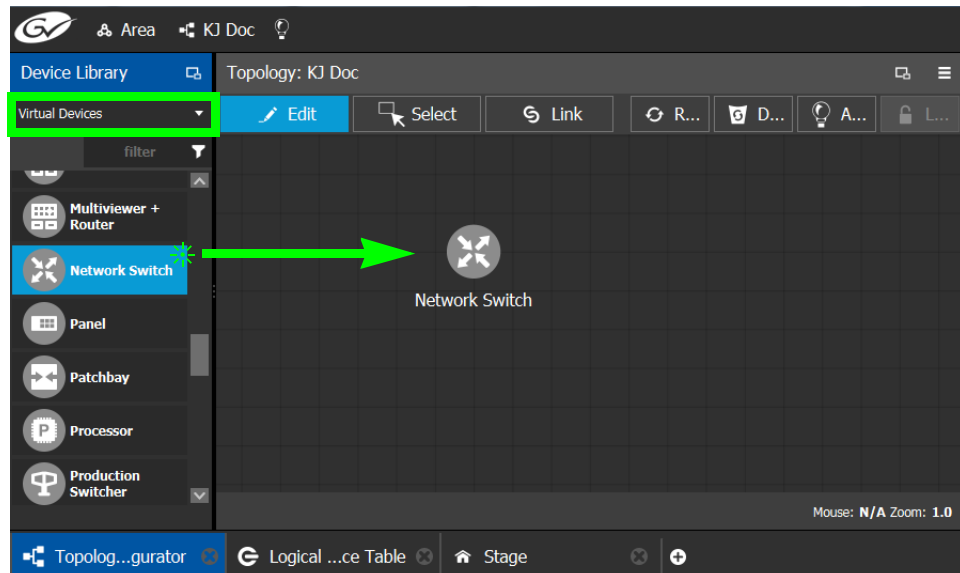 GV Area KJ Doc
Device Library
Topology: KJ Doc
Virtual Devices
Edit Select Link R... D... A... L...
filter
Multiviewer +
Router
Network Switch
Panel
Patchbay
P Processor
Production
Switcher
Network Switch
Mouse: N/A Zoom: 1.0
Topolog...gurator Logical ...ce Table Stage